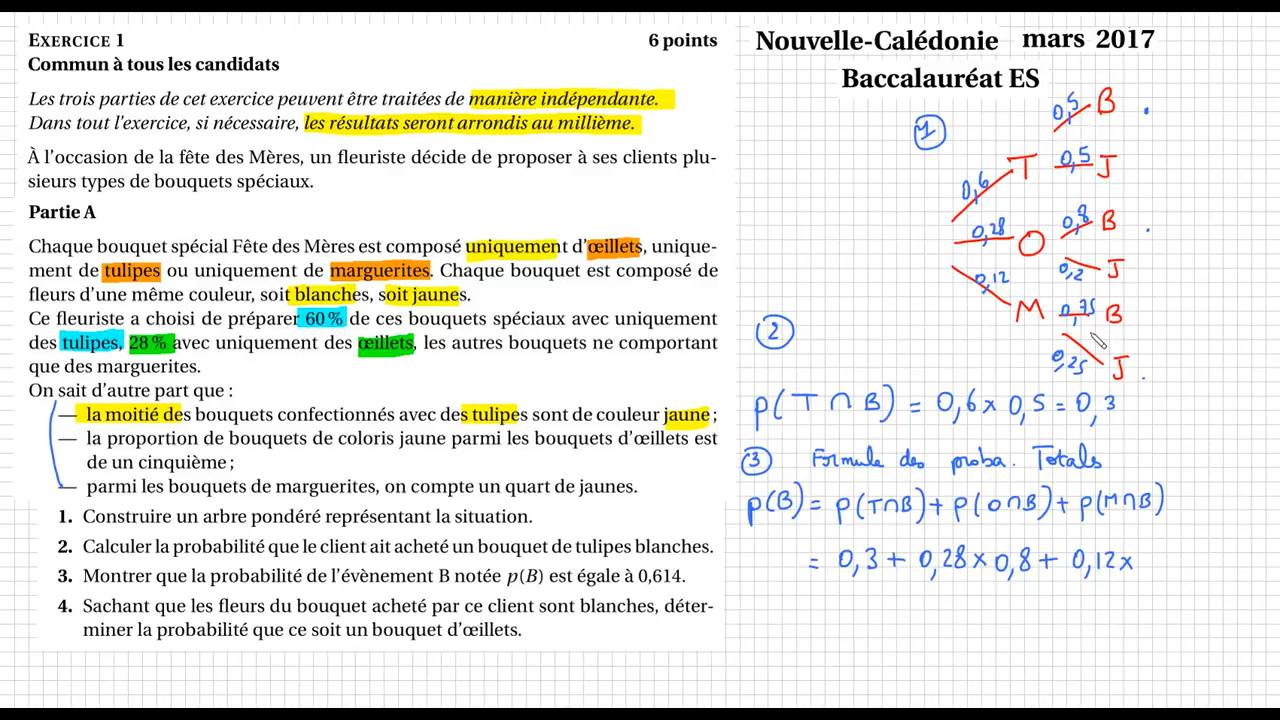 EXERCICE 1 6 points
Commun à tous les candidats
Les trois parties de cet exercice peuvent être traitées de manière indépendante.
Dans tout l'exercice, si nécessaire, les résultats seront arrondis au millième.
À l'occasion de la fête des Mères, un fleuriste décide de proposer à ses clients plu-
sieurs types de bouquets spéciaux.
Partie A
Chaque bouquet spécial Fête des Mères est composé uniquement d'œillets, unique-
ment de tulipes ou uniquement de marguerites. Chaque bouquet est composé de
fleurs d'une même couleur, soit blanches, soit jaunes.
Ce fleuriste a choisi de préparer 60 % de ces bouquets spéciaux avec uniquement
des tulipes, 28 % avec uniquement des œillets, les autres bouquets ne comportant
que des marguerites.
On sait d'autre part que :
— la moitié des bouquets confectionnés avec des tulipes sont de couleur jaune ;
— la proportion de bouquets de coloris jaune parmi les bouquets d'œillets est
de un cinquième ;
— parmi les bouquets de marguerites, on compte un quart de jaunes.
1. Construire un arbre pondéré représentant la situation.
2. Calculer la probabilité que le client ait acheté un bouquet de tulipes blanches.
3. Montrer que la probabilité de l'évènement B notée p(B) est égale à 0,614.
4. Sachant que les fleurs du bouquet acheté par ce client sont blanches, déter-
miner la probabilité que ce soit un bouquet d'œillets.
Nouvelle-Calédonie mars 2017
Baccalauréat ES
1
0,5 B
0,6 T 0,5 J
0,8 B
0,28 O
0,2 J
0,12
M 0,75 B
0,25 J
2
p(T∩B) = 0,6 × 0,5 = 0,3
3 Formule des proba. Totals
p(B) = p(T∩B) + p(O∩B) + p(M∩B)
= 0,3 + 0,28 × 0,8 + 0,12 ×